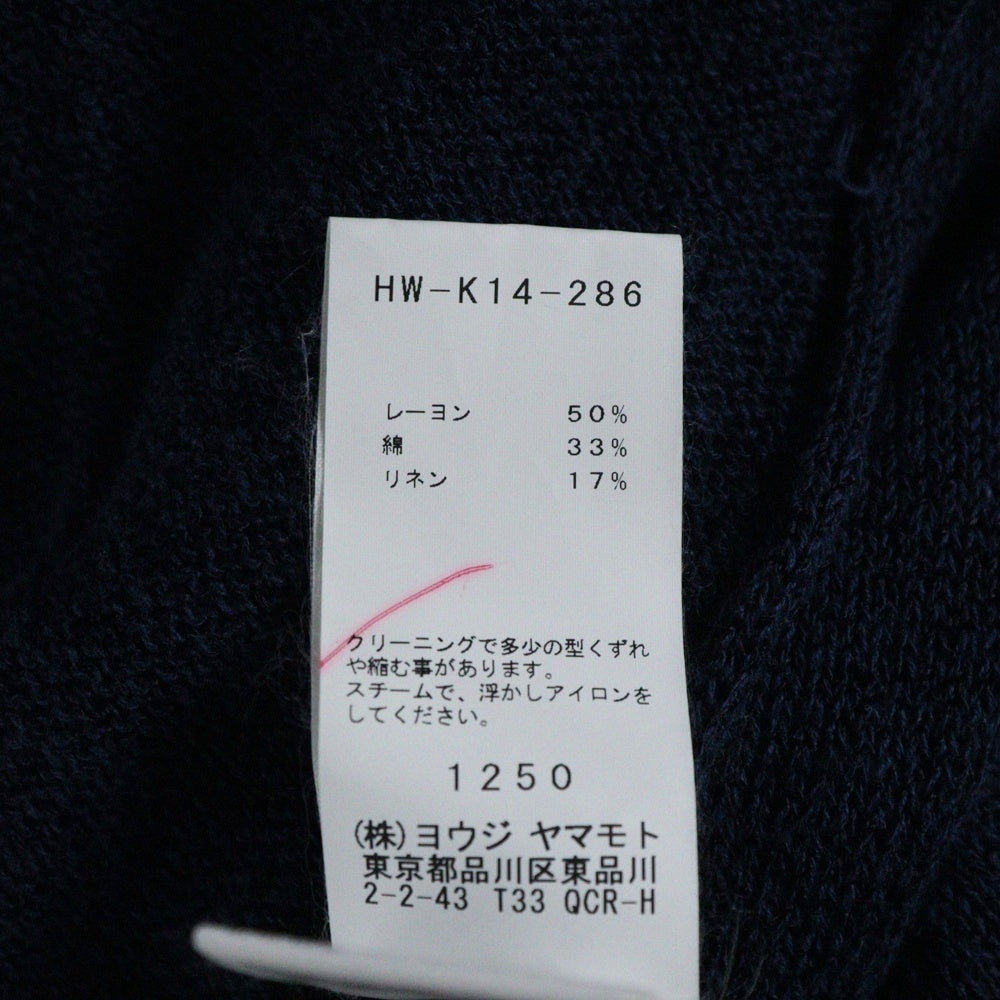 HW-K14-286
レーヨン 50%
綿 33%
リネン 17%
クリーニングで多少の型くずれ
や縮む事があります。
スチームで、浮かしアイロンを
してください。
1250
(株)ヨウジ ヤマモト
東京都品川区東品川
2-2-43 T33 QCR-H